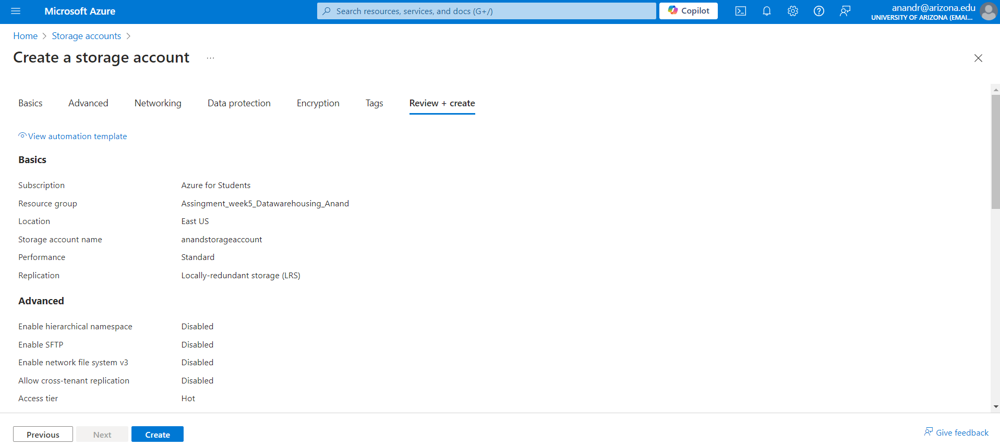 Microsoft Azure
Search resources, services, and docs (G+/)
Copilot
anandr@arizona.edu
UNIVERSITY OF ARIZONA (EMAI...
Home > Storage accounts >
Create a storage account ...
Basics Advanced Networking Data protection Encryption Tags Review + create
View automation template
Basics
Subscription Azure for Students
Resource group Assingment_week5_Datawarehousing_Anand
Location East US
Storage account name anandstorageaccount
Performance Standard
Replication Locally-redundant storage (LRS)
Advanced
Enable hierarchical namespace Disabled
Enable SFTP Disabled
Enable network file system v3 Disabled
Allow cross-tenant replication Disabled
Access tier Hot
Previous Next Create
Give feedback